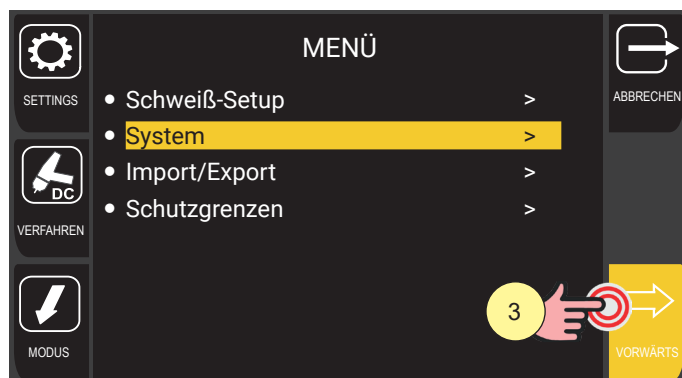 MENÜ
SETTINGS
DC
VERFAHREN
MODUS
• Schweiß-Setup >
• System >
• Import/Export >
• Schutzgrenzen >
3
ABBRECHEN
VORWÄRTS